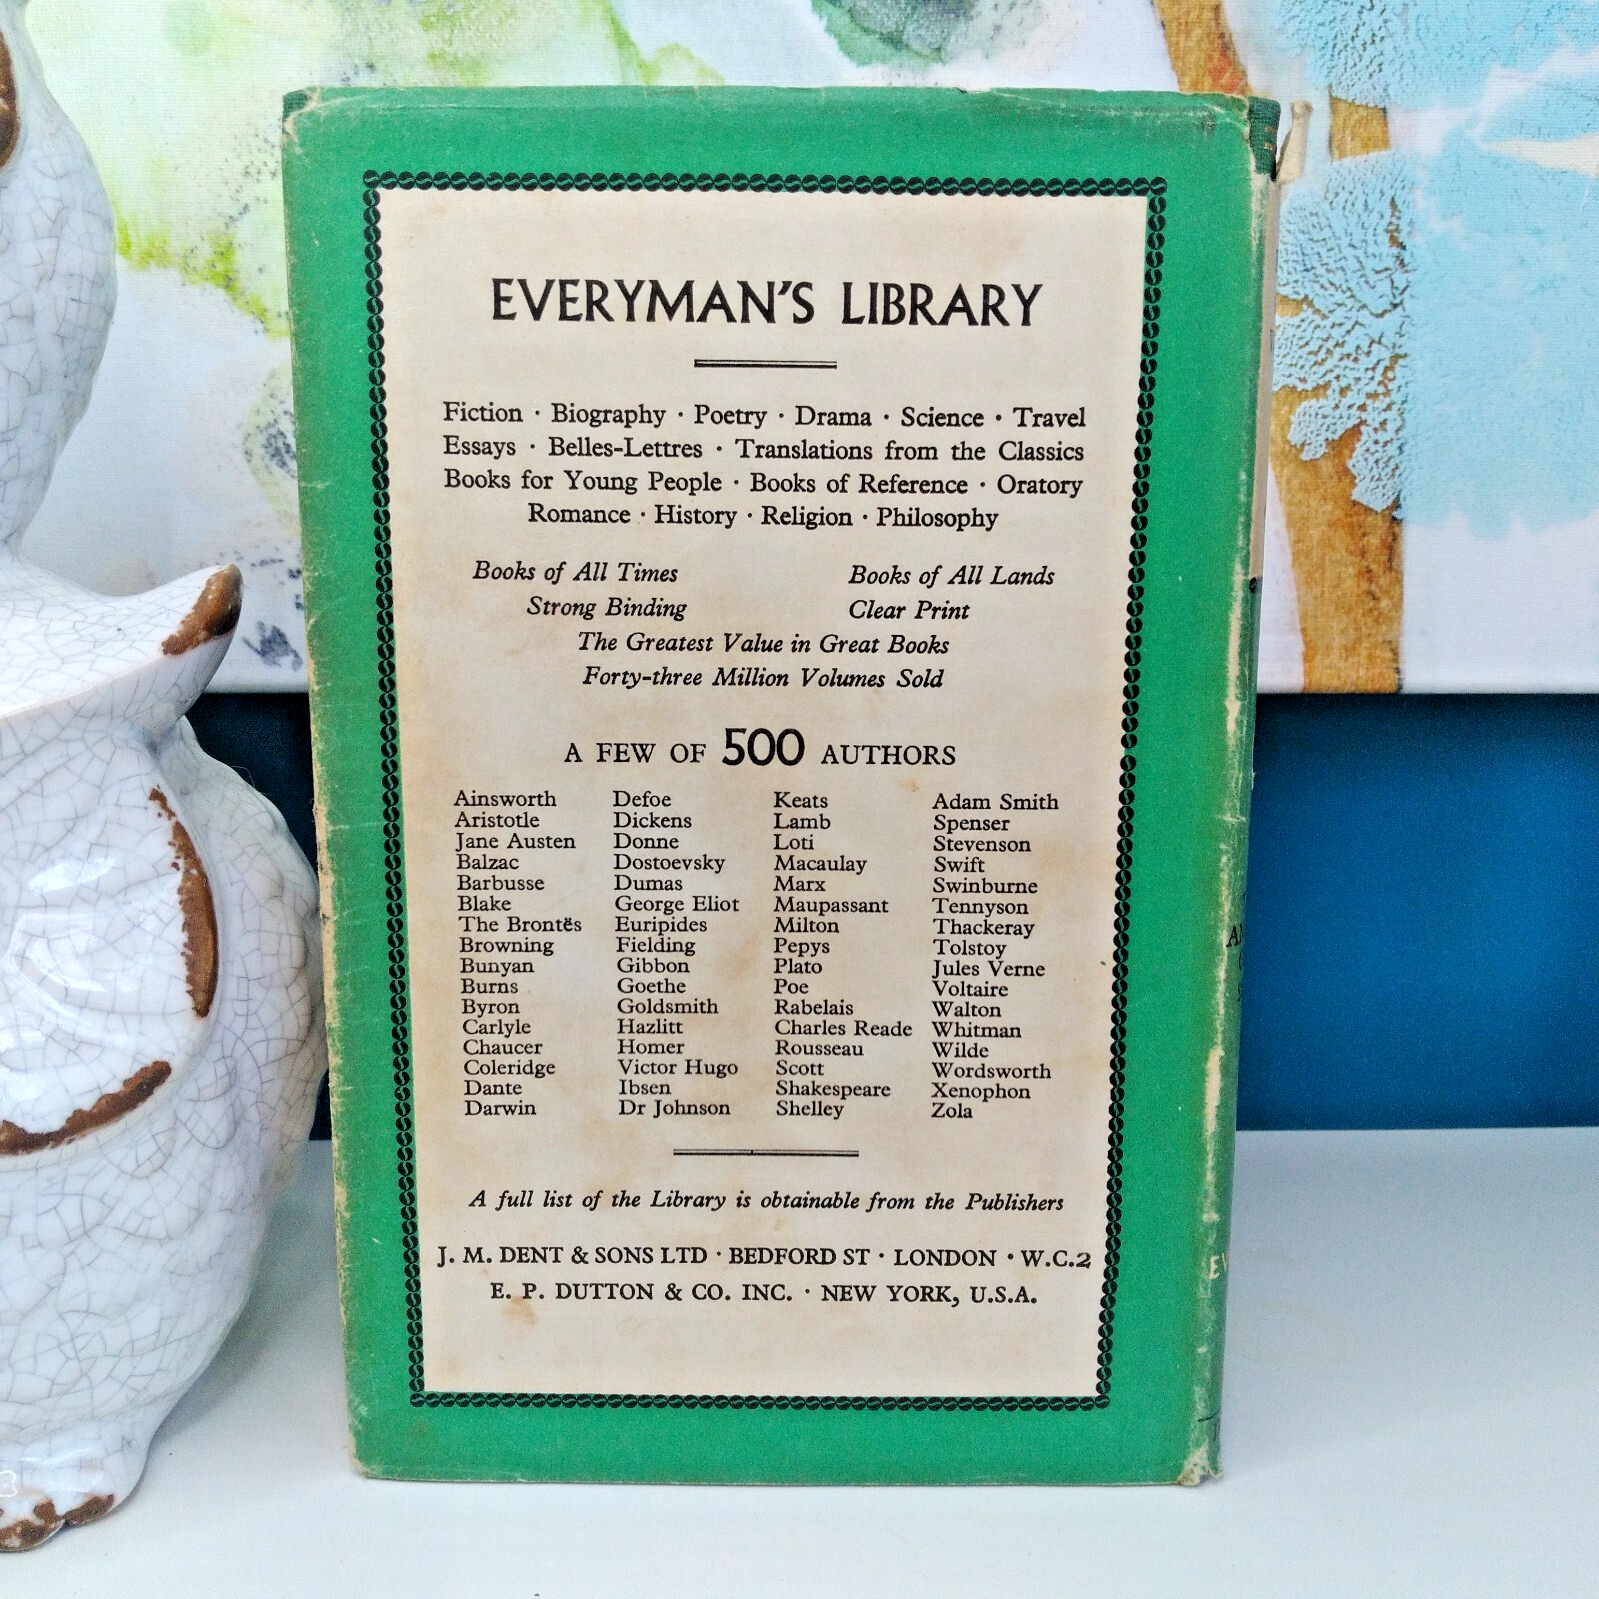 EVERYMAN'S LIBRARY
Fiction · Biography · Poetry · Drama · Science · Travel
Essays · Belles-Lettres · Translations from the Classics
Books for Young People · Books of Reference · Oratory
Romance · History · Religion · Philosophy
Books of All Times Books of All Lands
Strong Binding Clear Print
The Greatest Value in Great Books
Forty-three Million Volumes Sold
A FEW OF 500 AUTHORS
Ainsworth Defoe Keats Adam Smith
Aristotle Dickens Lamb Spenser
Jane Austen Donne Loti Stevenson
Balzac Dostoevsky Macaulay Swift
Barbusse Dumas Marx Swinburne
Blake George Eliot Maupassant Tennyson
The Brontës Euripides Milton Thackeray
Browning Fielding Pepys Tolstoy
Bunyan Gibbon Plato Jules Verne
Burns Goethe Poe Voltaire
Byron Goldsmith Rabelais Walton
Carlyle Hazlitt Charles Reade Whitman
Chaucer Homer Rousseau Wilde
Coleridge Victor Hugo Scott Wordsworth
Dante Ibsen Shakespeare Xenophon
Darwin Dr Johnson Shelley Zola
A full list of the Library is obtainable from the Publishers
J. M. DENT & SONS LTD · BEDFORD ST · LONDON · W.C.2
E. P. DUTTON & CO. INC. · NEW YORK, U.S.A.